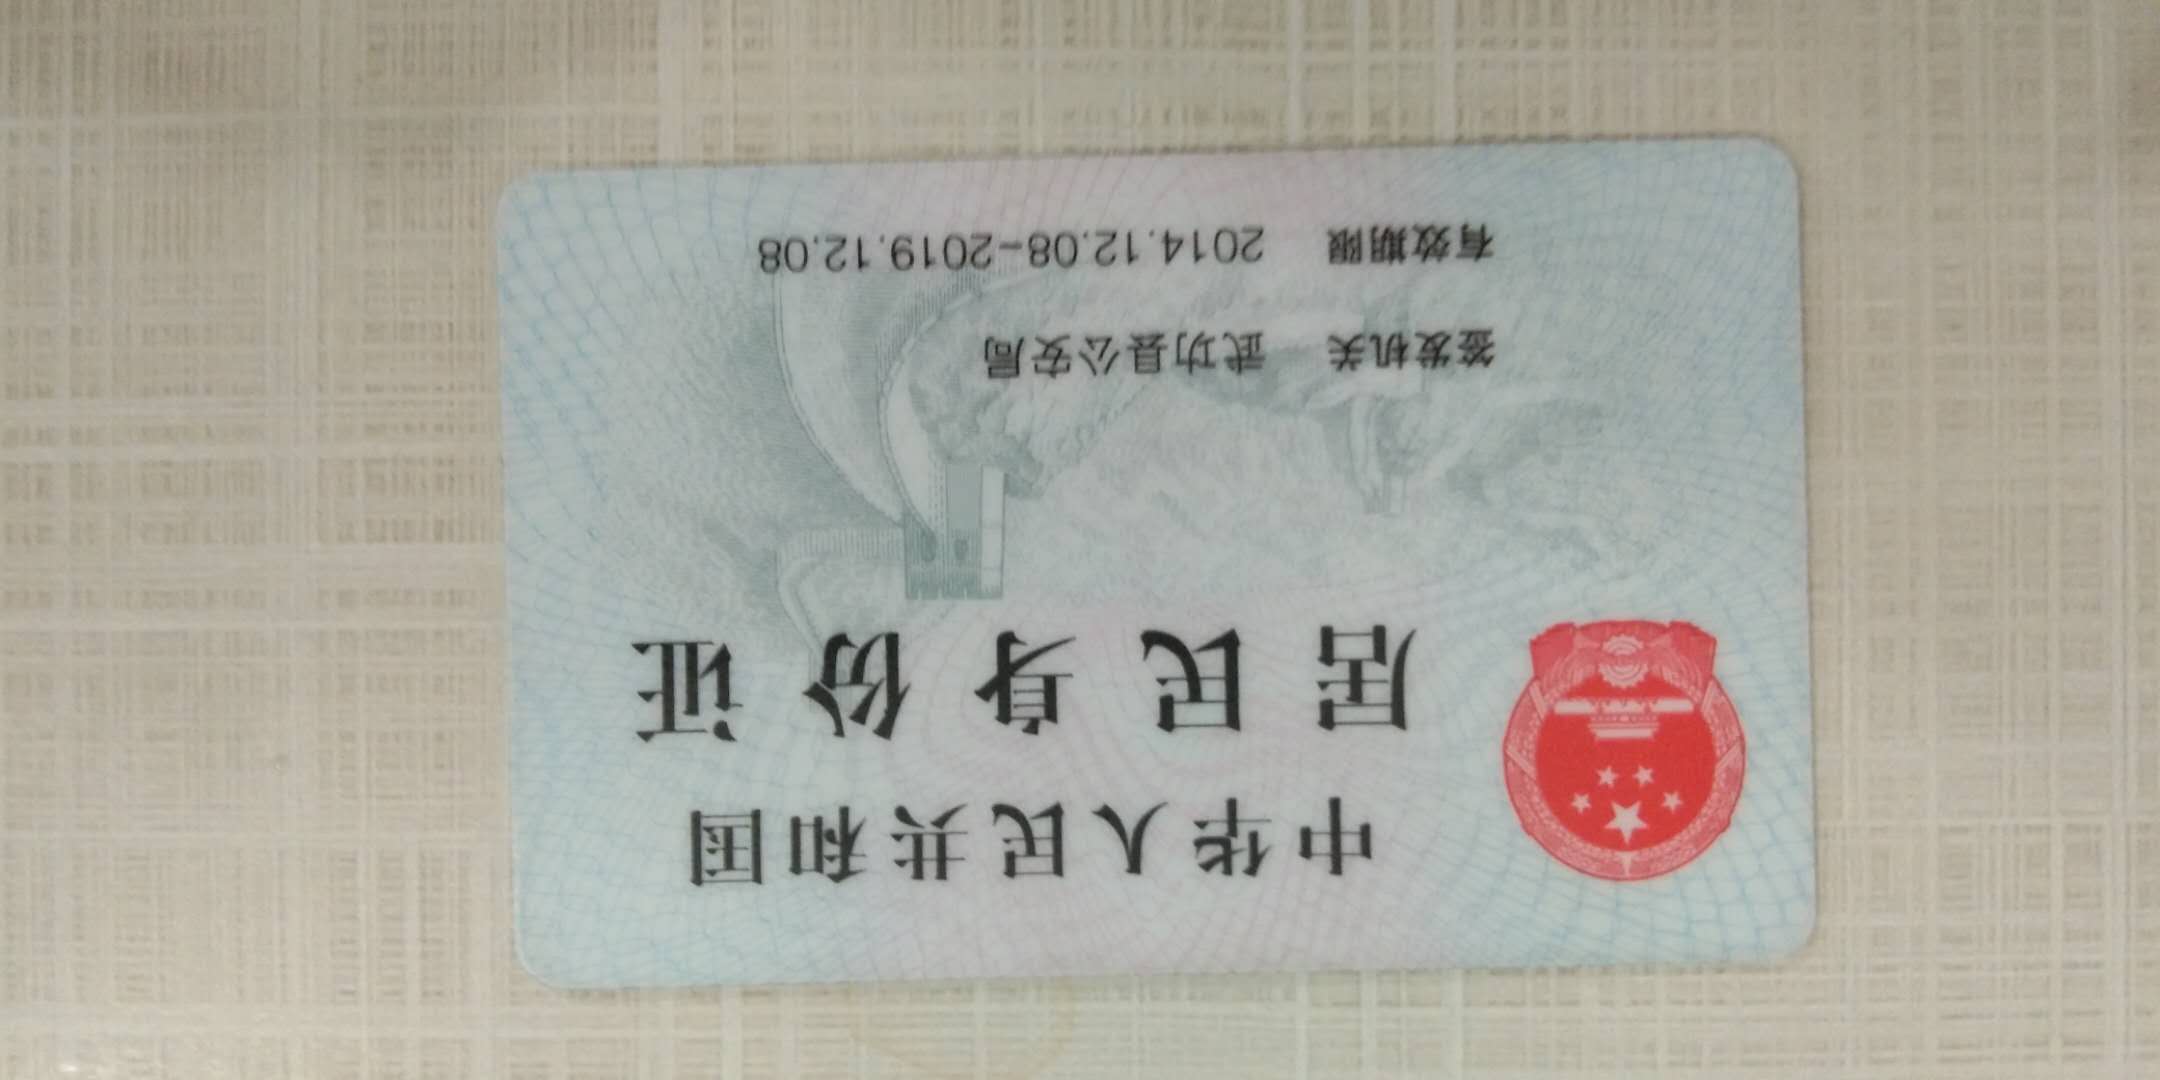 中华人民共和国
居民身份证
签发机关 武功县公安局
有效期限 2014.12.08-2019.12.08